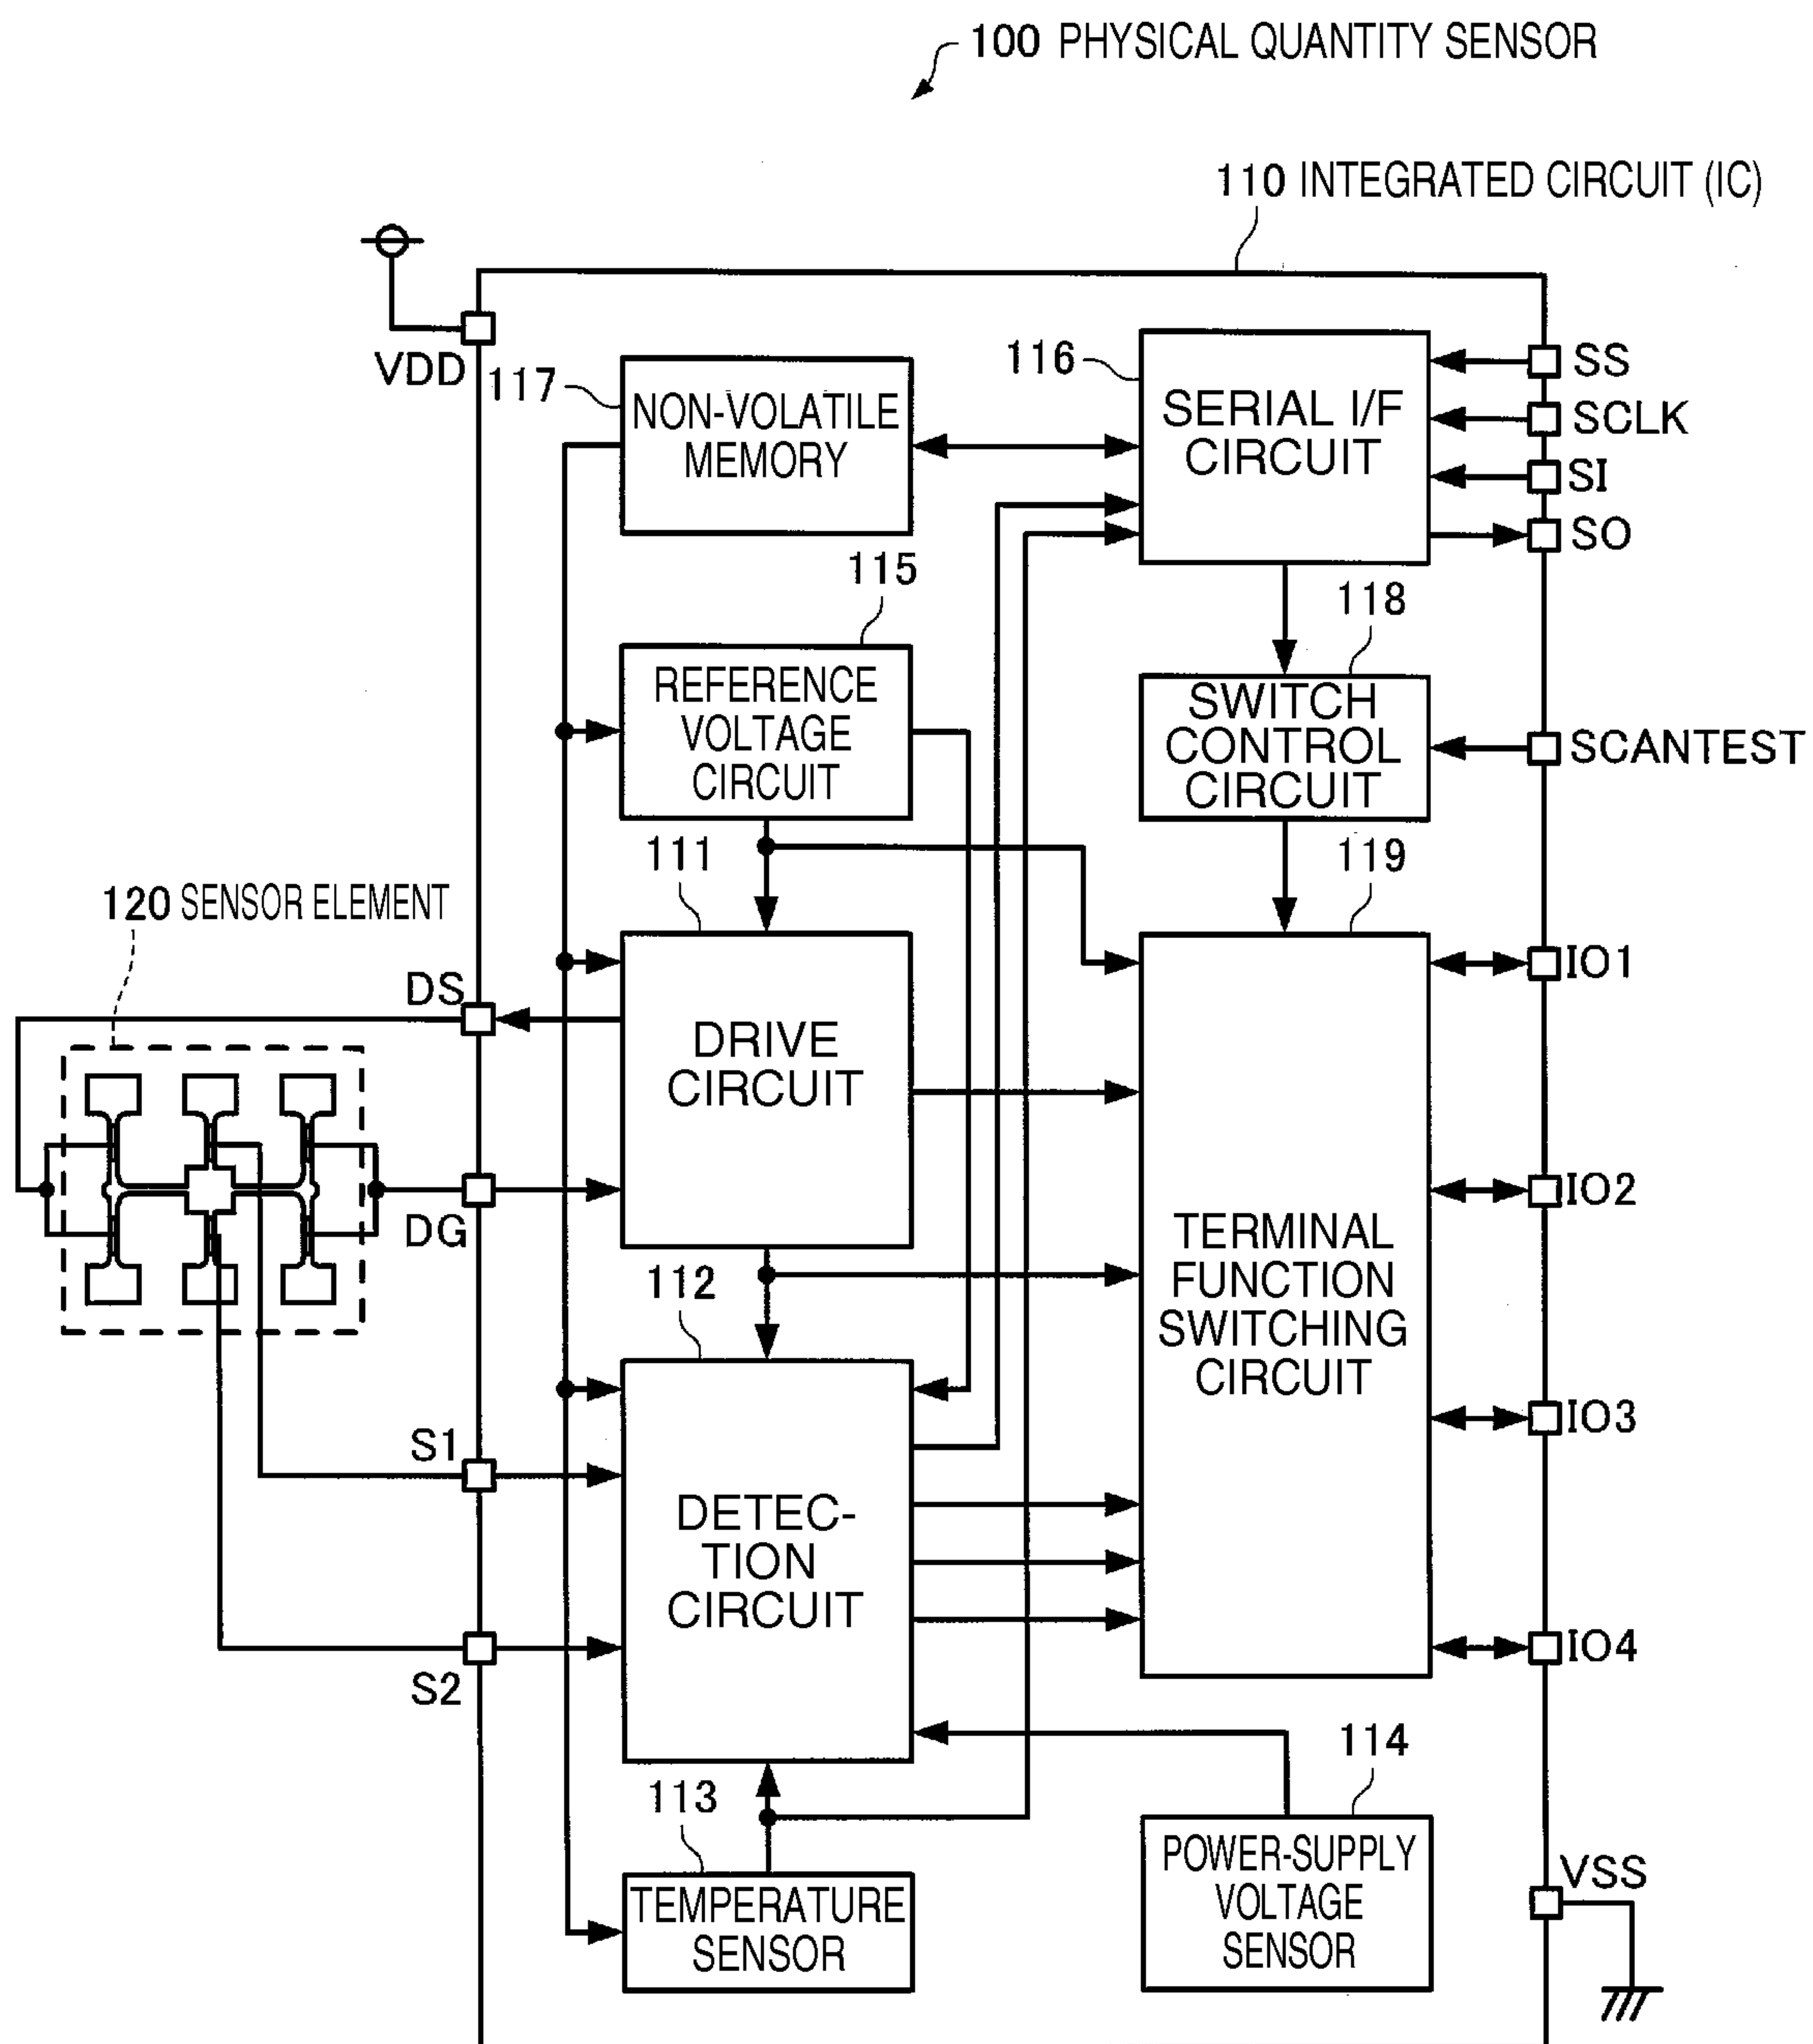 100 PHYSICAL QUANTITY SENSOR
110 INTEGRATED CIRCUIT (IC)
VDD
117
NON-VOLATILE
MEMORY
116
SERIAL I/F
CIRCUIT
SS
SCLK
SI
SO
115
REFERENCE
VOLTAGE
CIRCUIT
118
SWITCH
CONTROL
CIRCUIT
SCANTEST
111
DRIVE
CIRCUIT
119
TERMINAL
FUNCTION
SWITCHING
CIRCUIT
IO1
IO2
IO3
IO4
120 SENSOR ELEMENT
DS
DG
112
DETEC-
TION
CIRCUIT
S1
S2
113
TEMPERATURE
SENSOR
114
POWER-SUPPLY
VOLTAGE
SENSOR
VSS